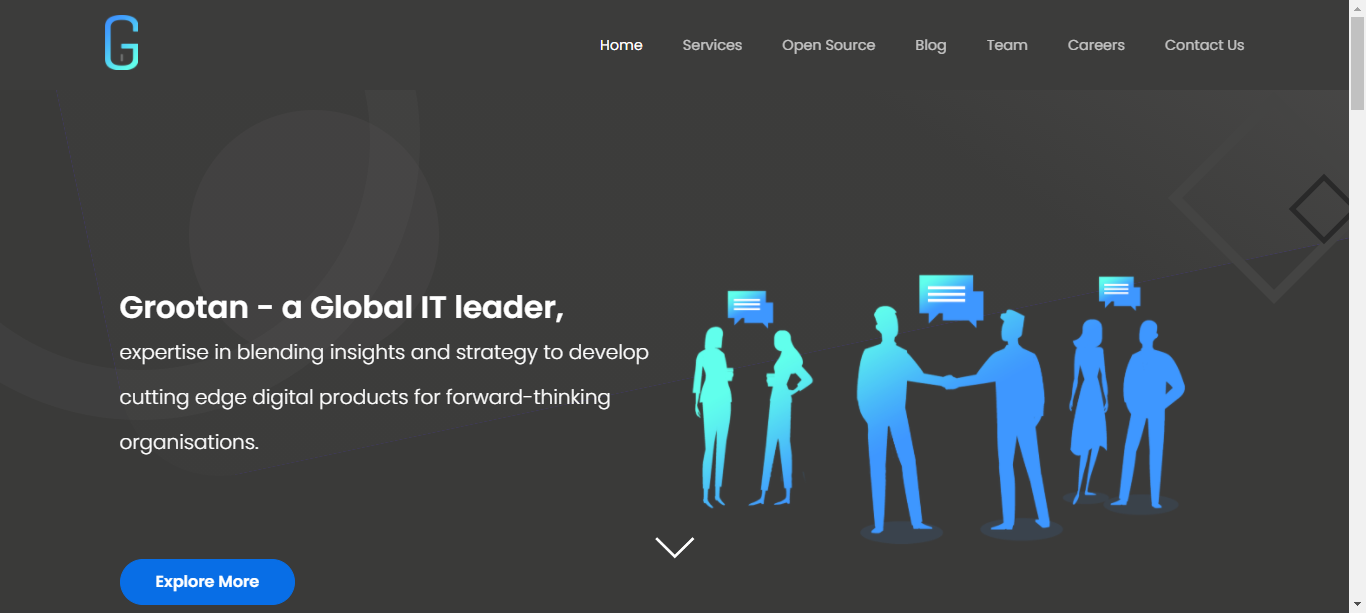 G
Home Services Open Source Blog Team Careers Contact Us
Grootan - a Global IT leader,
expertise in blending insights and strategy to develop
cutting edge digital products for forward-thinking
organisations.
Explore More